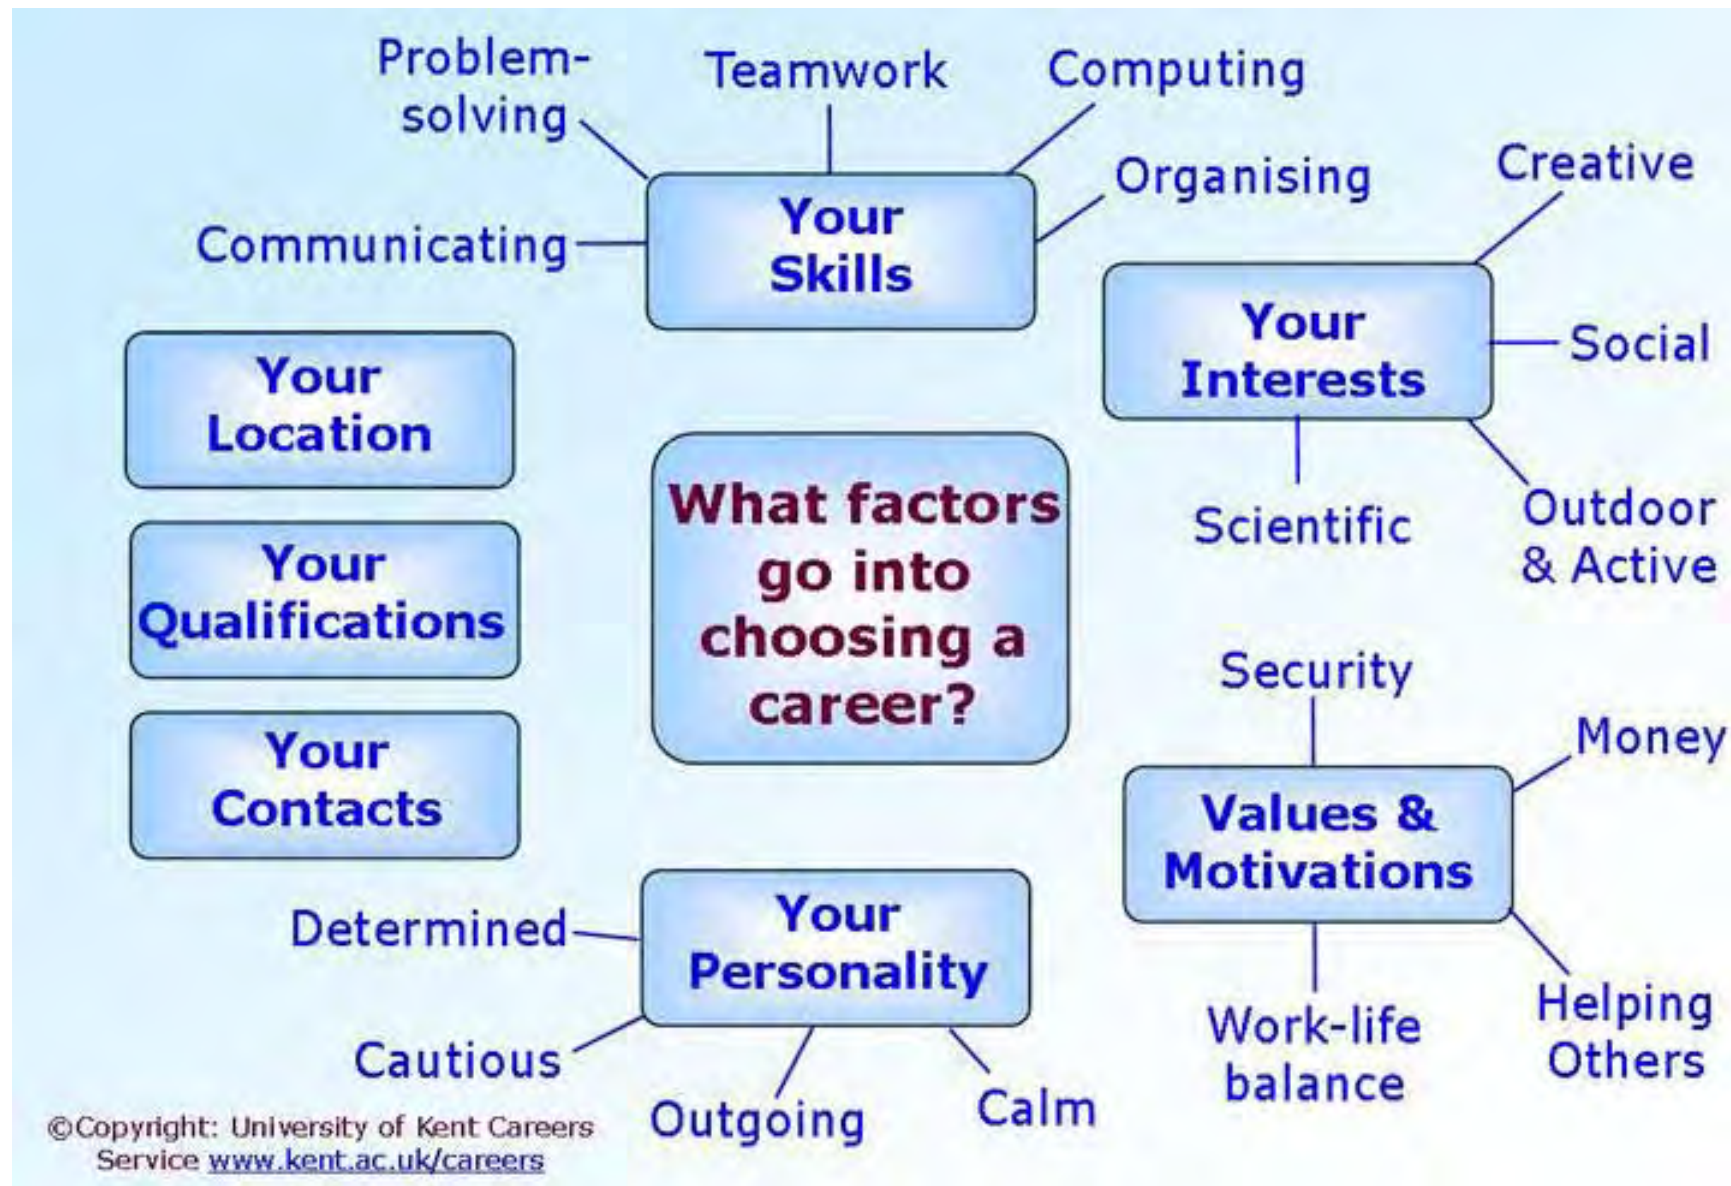 Problem-
solving
Teamwork
Computing
Organising
Communicating
Your
Skills
Creative
Social
Your
Interests
Scientific
Outdoor
& Active
Your
Location
Your
Qualifications
Your
Contacts
What factors
go into
choosing a
career?
Security
Money
Values &
Motivations
Work-life
balance
Helping
Others
Your
Personality
Determined
Cautious
Outgoing
Calm
©Copyright: University of Kent Careers
Service www.kent.ac.uk/careers